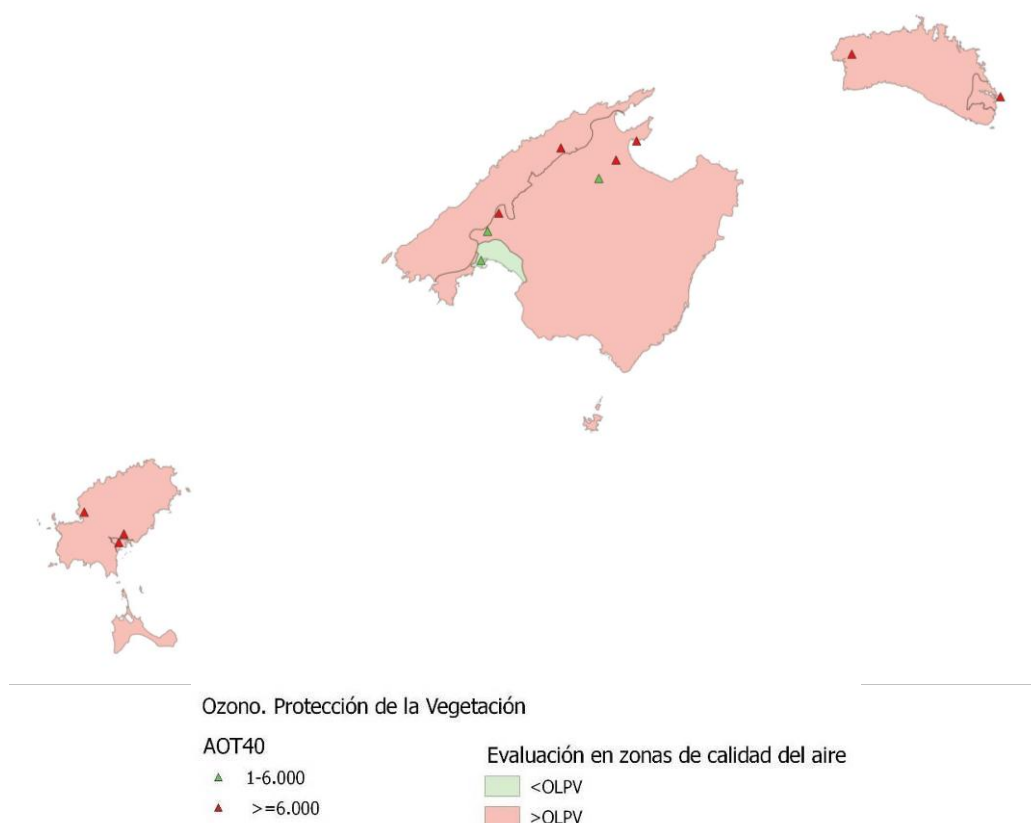 Ozono. Protección de la Vegetación
AOT40
1-6.000
>=6.000
Evaluación en zonas de calidad del aire
<OLPV
>OLPV